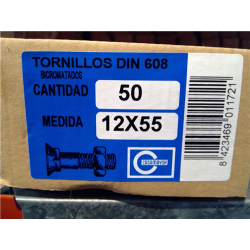 TORNILLOS DIN 608
BICROMATADOS
CANTIDAD 50
MEDIDA 12X55
8 423469 011721